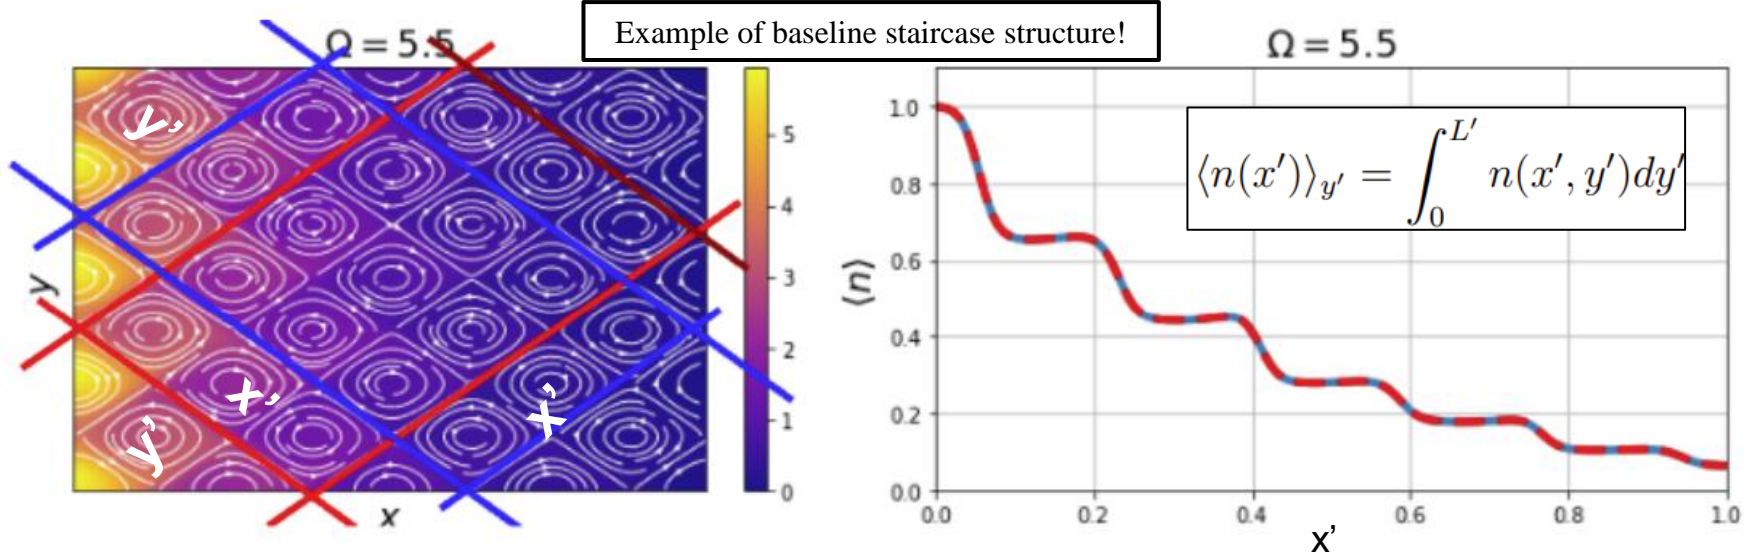 Example of baseline staircase structure!
Ω = 5.5
y'
x'
x'
y'
y
x
5
4
3
2
1
0
Ω = 5.5
⟨n(x′)⟩_{y′} = ∫_0^{L′} n(x′, y′)dy′
⟨n⟩
1.0
0.8
0.6
0.4
0.2
0.0
0.0 0.2 0.4 0.6 0.8 1.0
x'